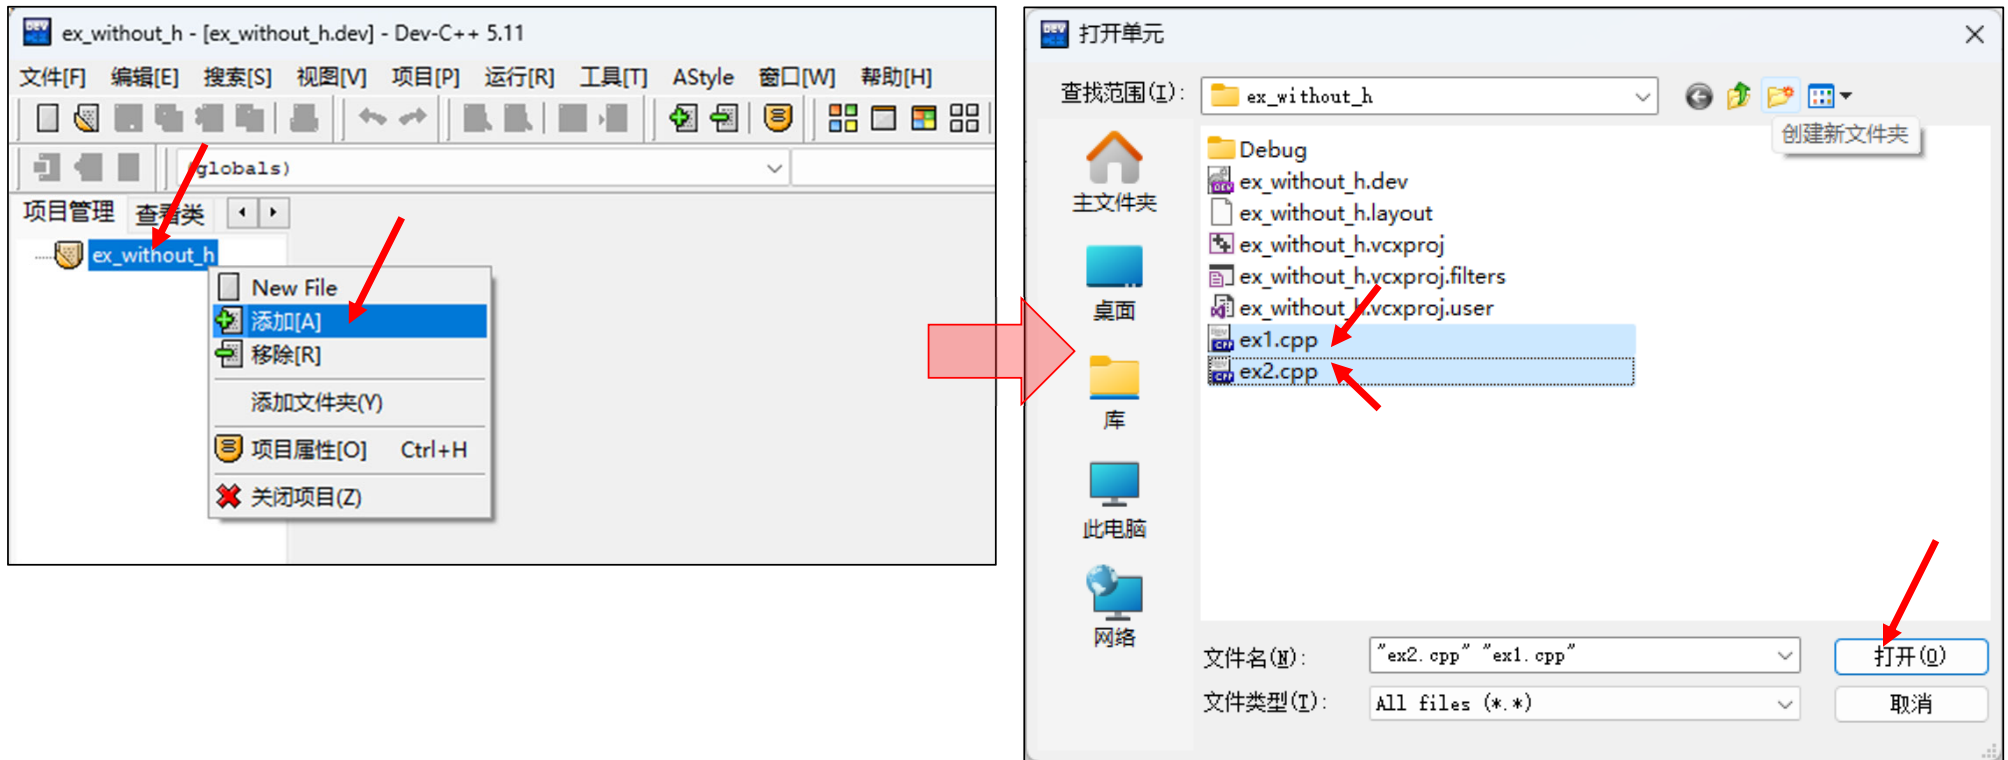 ex_without_h - [ex_without_h.dev] - Dev-C++ 5.11
文件[F] 编辑[E] 搜索[S] 视图[V] 项目[P] 运行[R] 工具[T] AStyle 窗口[W] 帮助[H]
globals)
项目管理 查看类
ex_without_h
New File
添加[A]
移除[R]
添加文件夹(Y)
项目属性[O] Ctrl+H
关闭项目(Z)
打开单元
查找范围(I): ex_without_h
创建新文件夹
主文件夹
桌面
库
此电脑
网络
Debug
ex_without_h.dev
ex_without_h.layout
ex_without_h.vcxproj
ex_without_h.vcxproj.filters
ex_without_h.vcxproj.user
ex1.cpp
ex2.cpp
文件名(N): "ex2.cpp" "ex1.cpp" 打开(O)
文件类型(T): All files (*.*) 取消